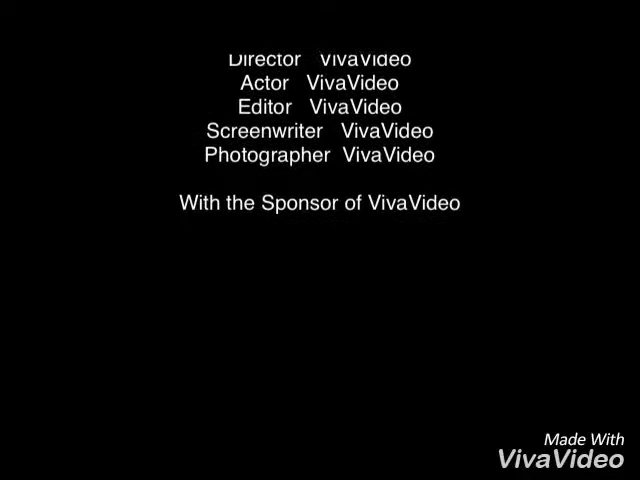 Director VivaVideo
Actor VivaVideo
Editor VivaVideo
Screenwriter VivaVideo
Photographer VivaVideo
With the Sponsor of VivaVideo
Made With
VivaVideo